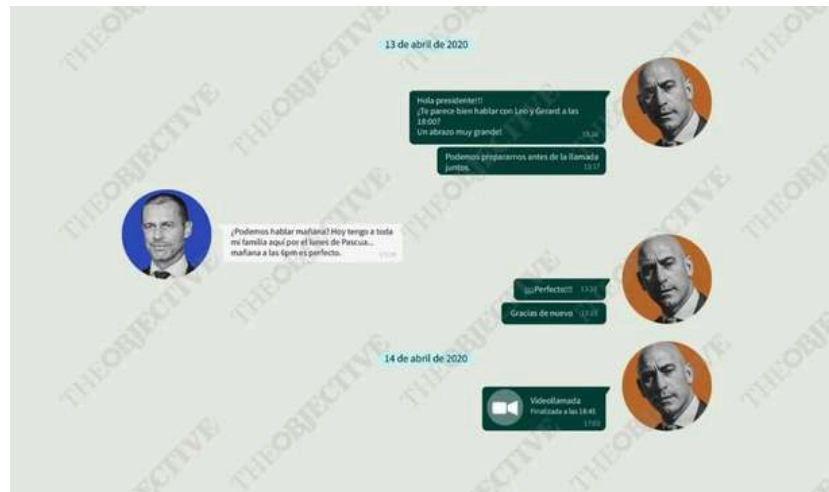 13 de abril de 2020
Hola presidente!!!
¿Te parece bien hablar con Leo y Gerard a las
18:00?
Un abrazo muy grande!
Podemos prepararnos antes de la llamada
juntos.
13:17
¿Podemos hablar mañana? Hoy tengo a toda
mi familia aquí por el lunes de Pascua...
mañana a las 6pm es perfecto.
¡¡¡Perfecto!!!
Gracias de nuevo
14 de abril de 2020
Videollamada
Finalizada a las 18:45
THEOBJECTIVE